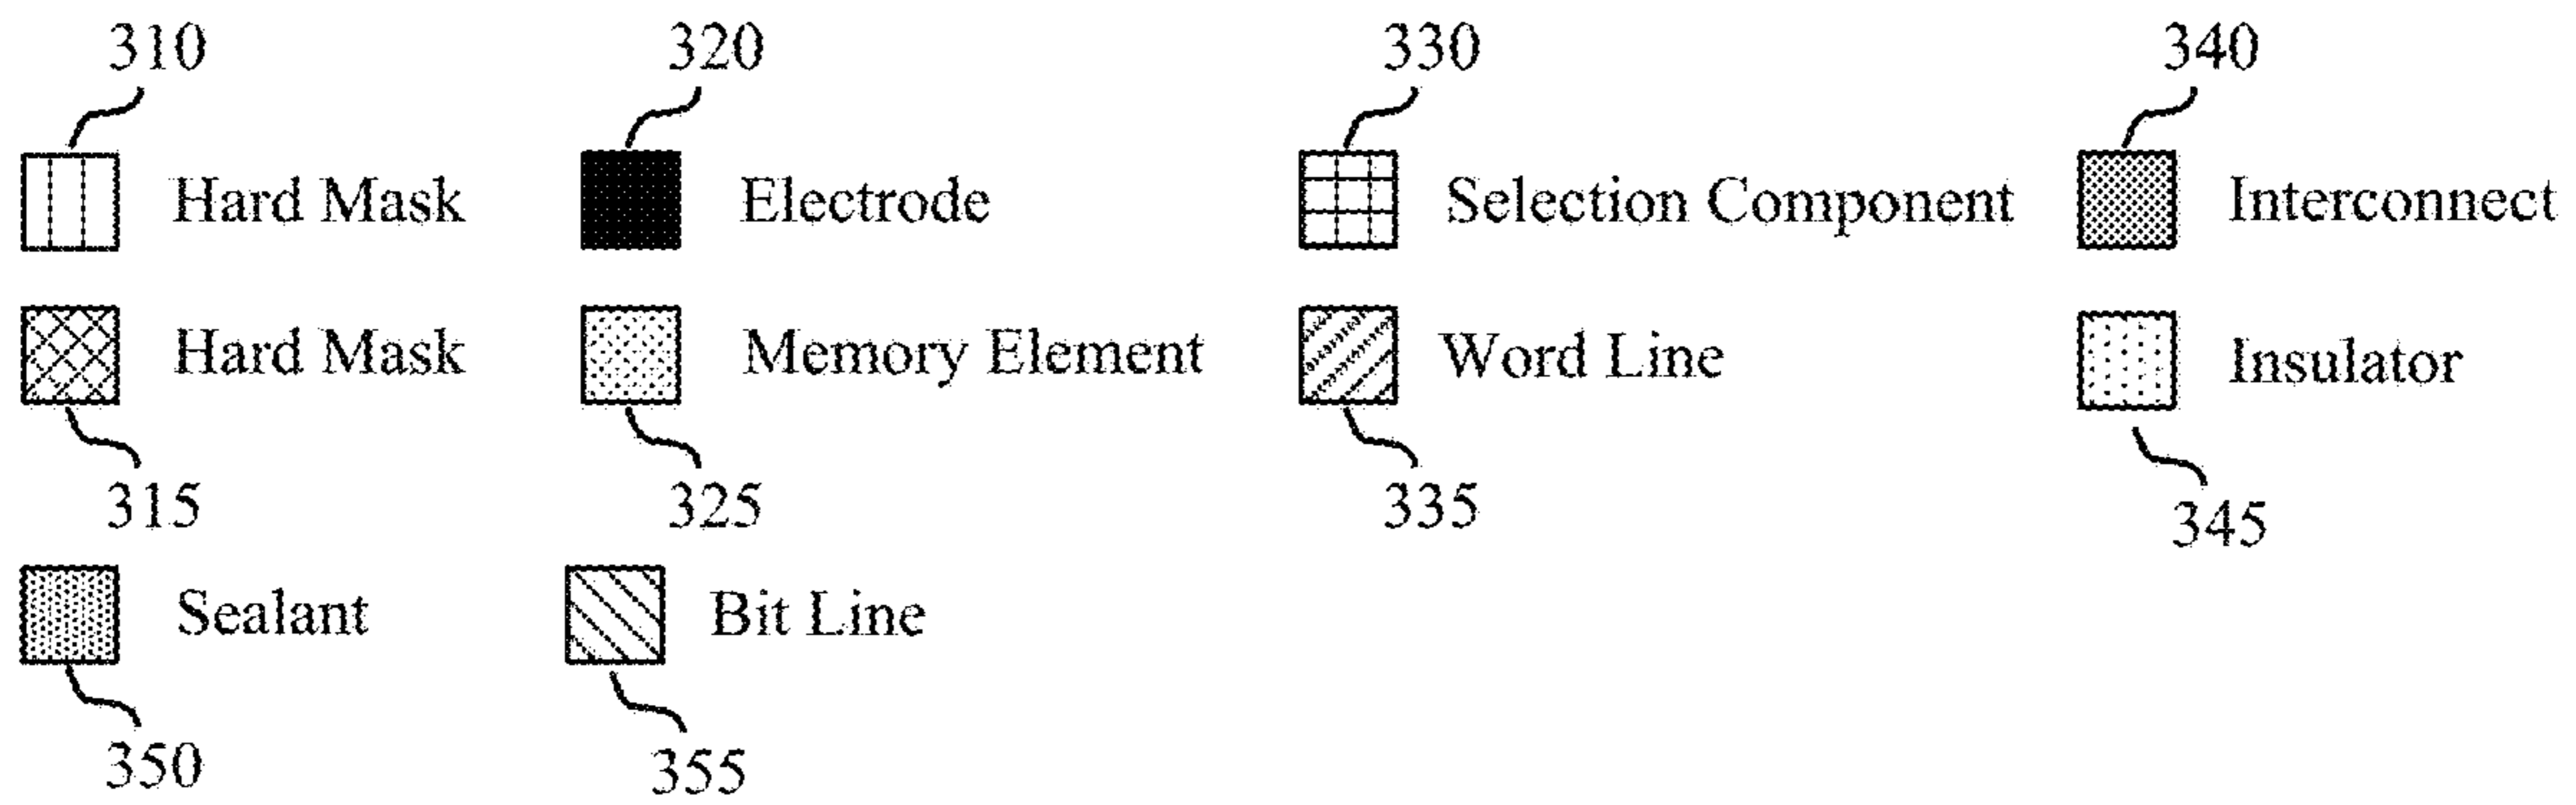 310 320 330 340
Hard Mask Electrode Selection Component Interconnect
Hard Mask Memory Element Word Line Insulator
315 325 335 345
Sealant Bit Line
350 355